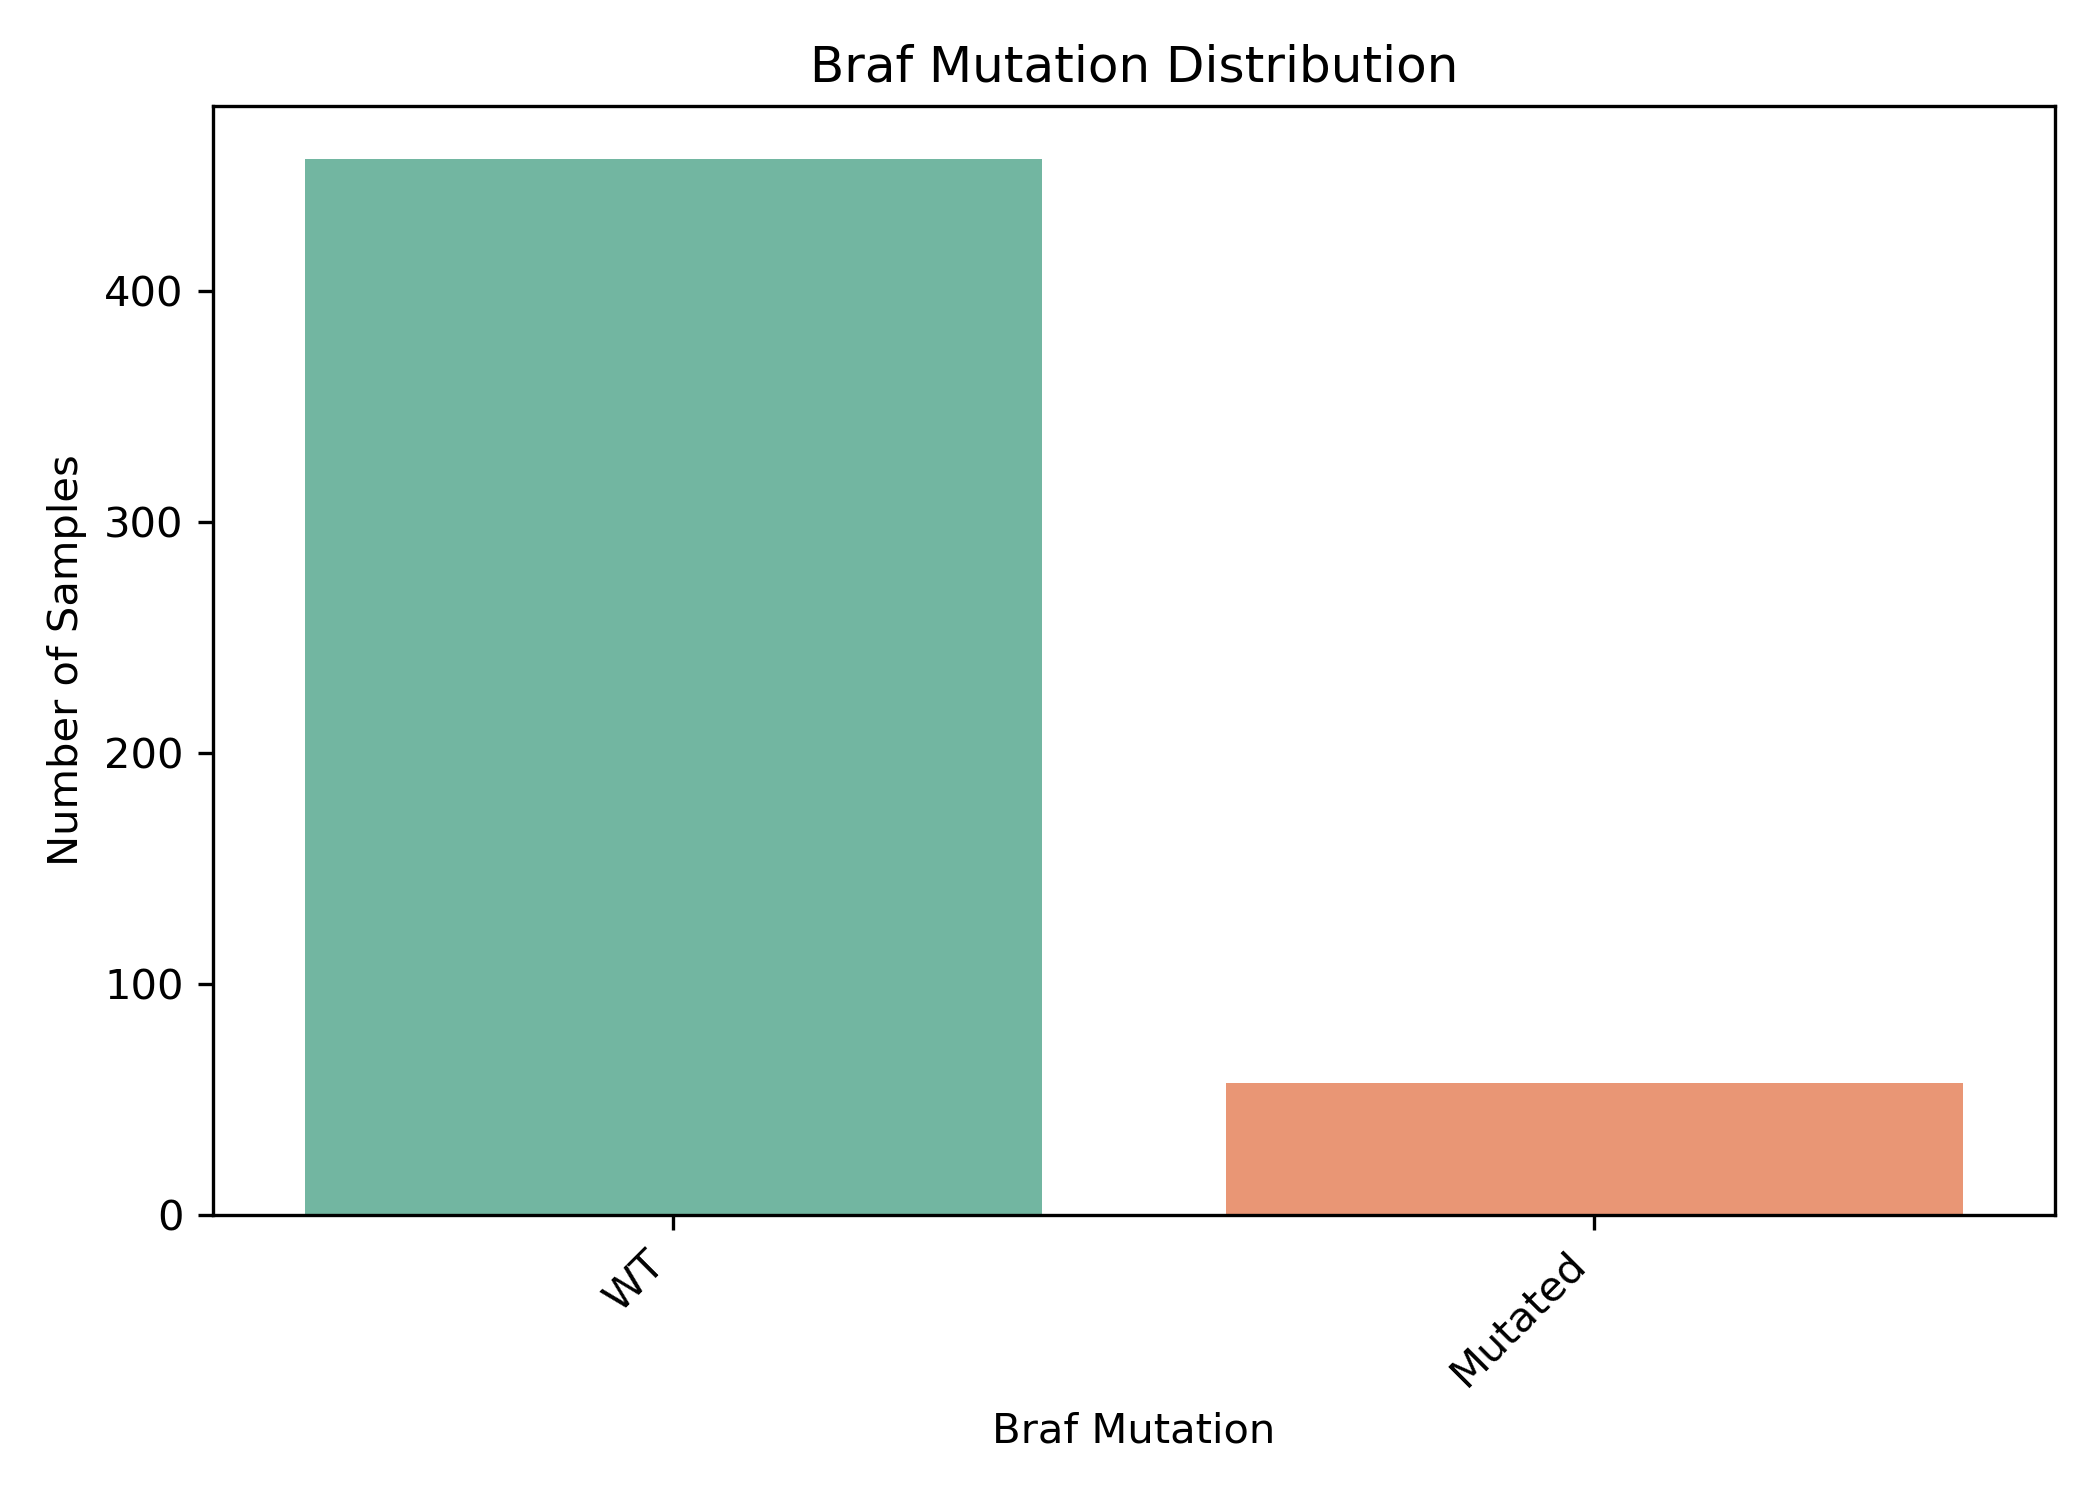 Braf Mutation Distribution
Number of Samples
400
300
200
100
0
WT
Mutated
Braf Mutation